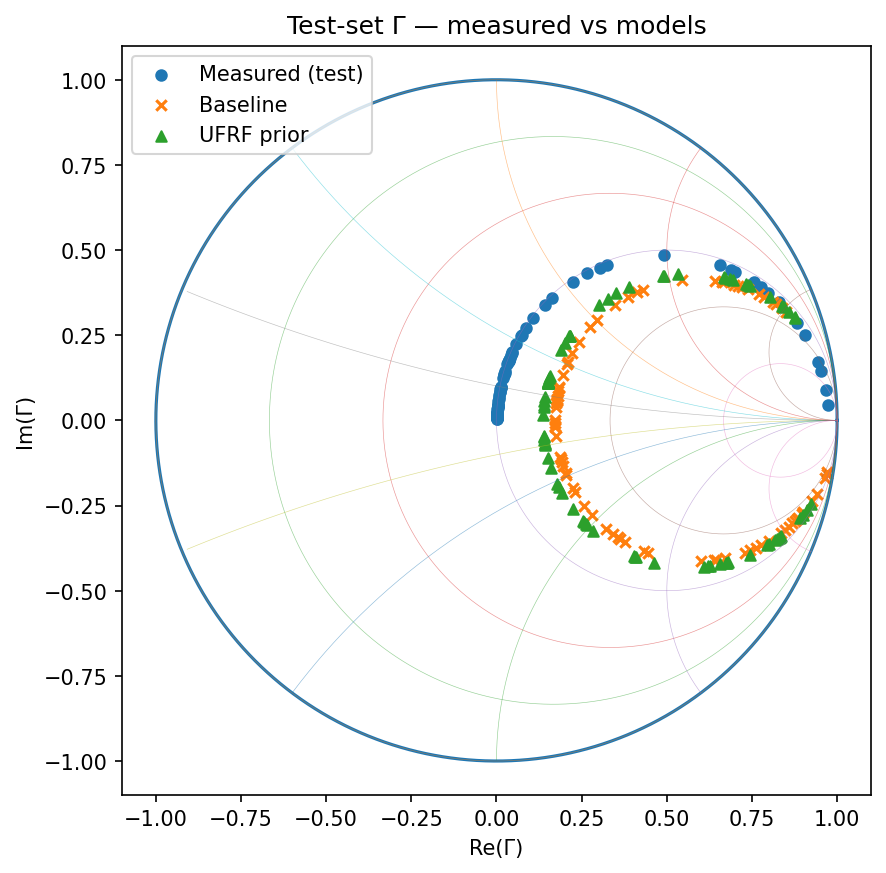 Test-set Γ — measured vs models
Measured (test)
Baseline
UFRF prior
1.00
0.75
0.50
0.25
0.00
−0.25
−0.50
−0.75
−1.00
Im(Γ)
−1.00 −0.75 −0.50 −0.25 0.00 0.25 0.50 0.75 1.00
Re(Γ)